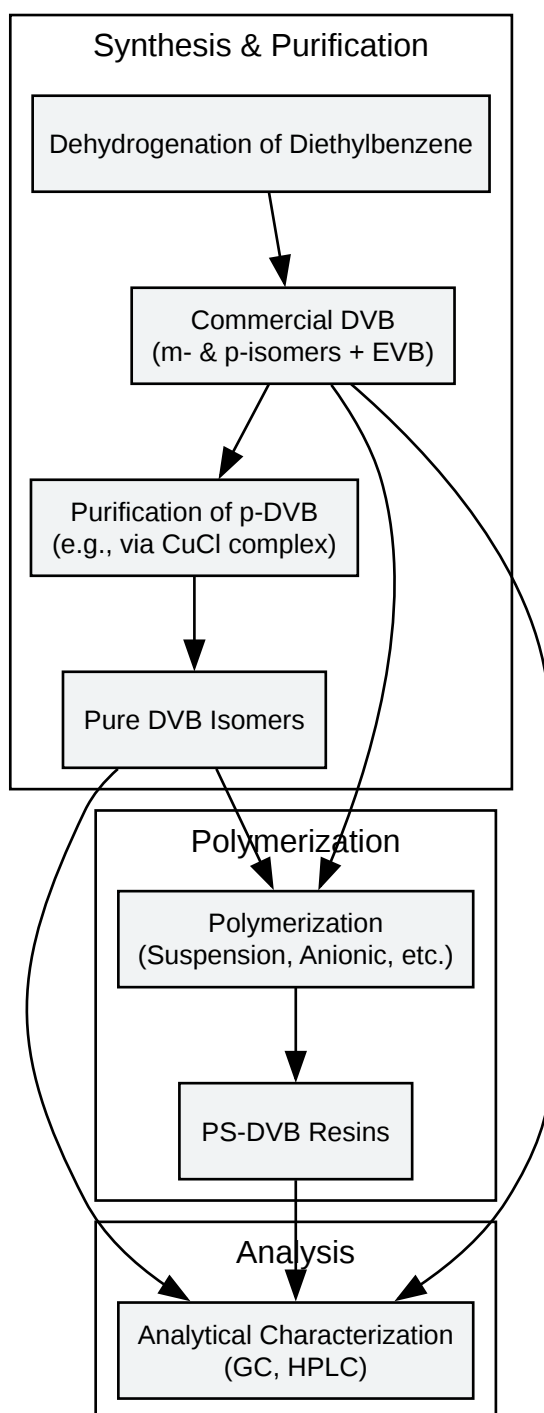 Synthesis & Purification
Dehydrogenation of Diethylbenzene
Commercial DVB
(m- & p-isomers + EVB)
Purification of p-DVB
(e.g., via CuCl complex)
Pure DVB Isomers
Polymerization
Polymerization
(Suspension, Anionic, etc.)
PS-DVB Resins
Analysis
Analytical Characterization
(GC, HPLC)